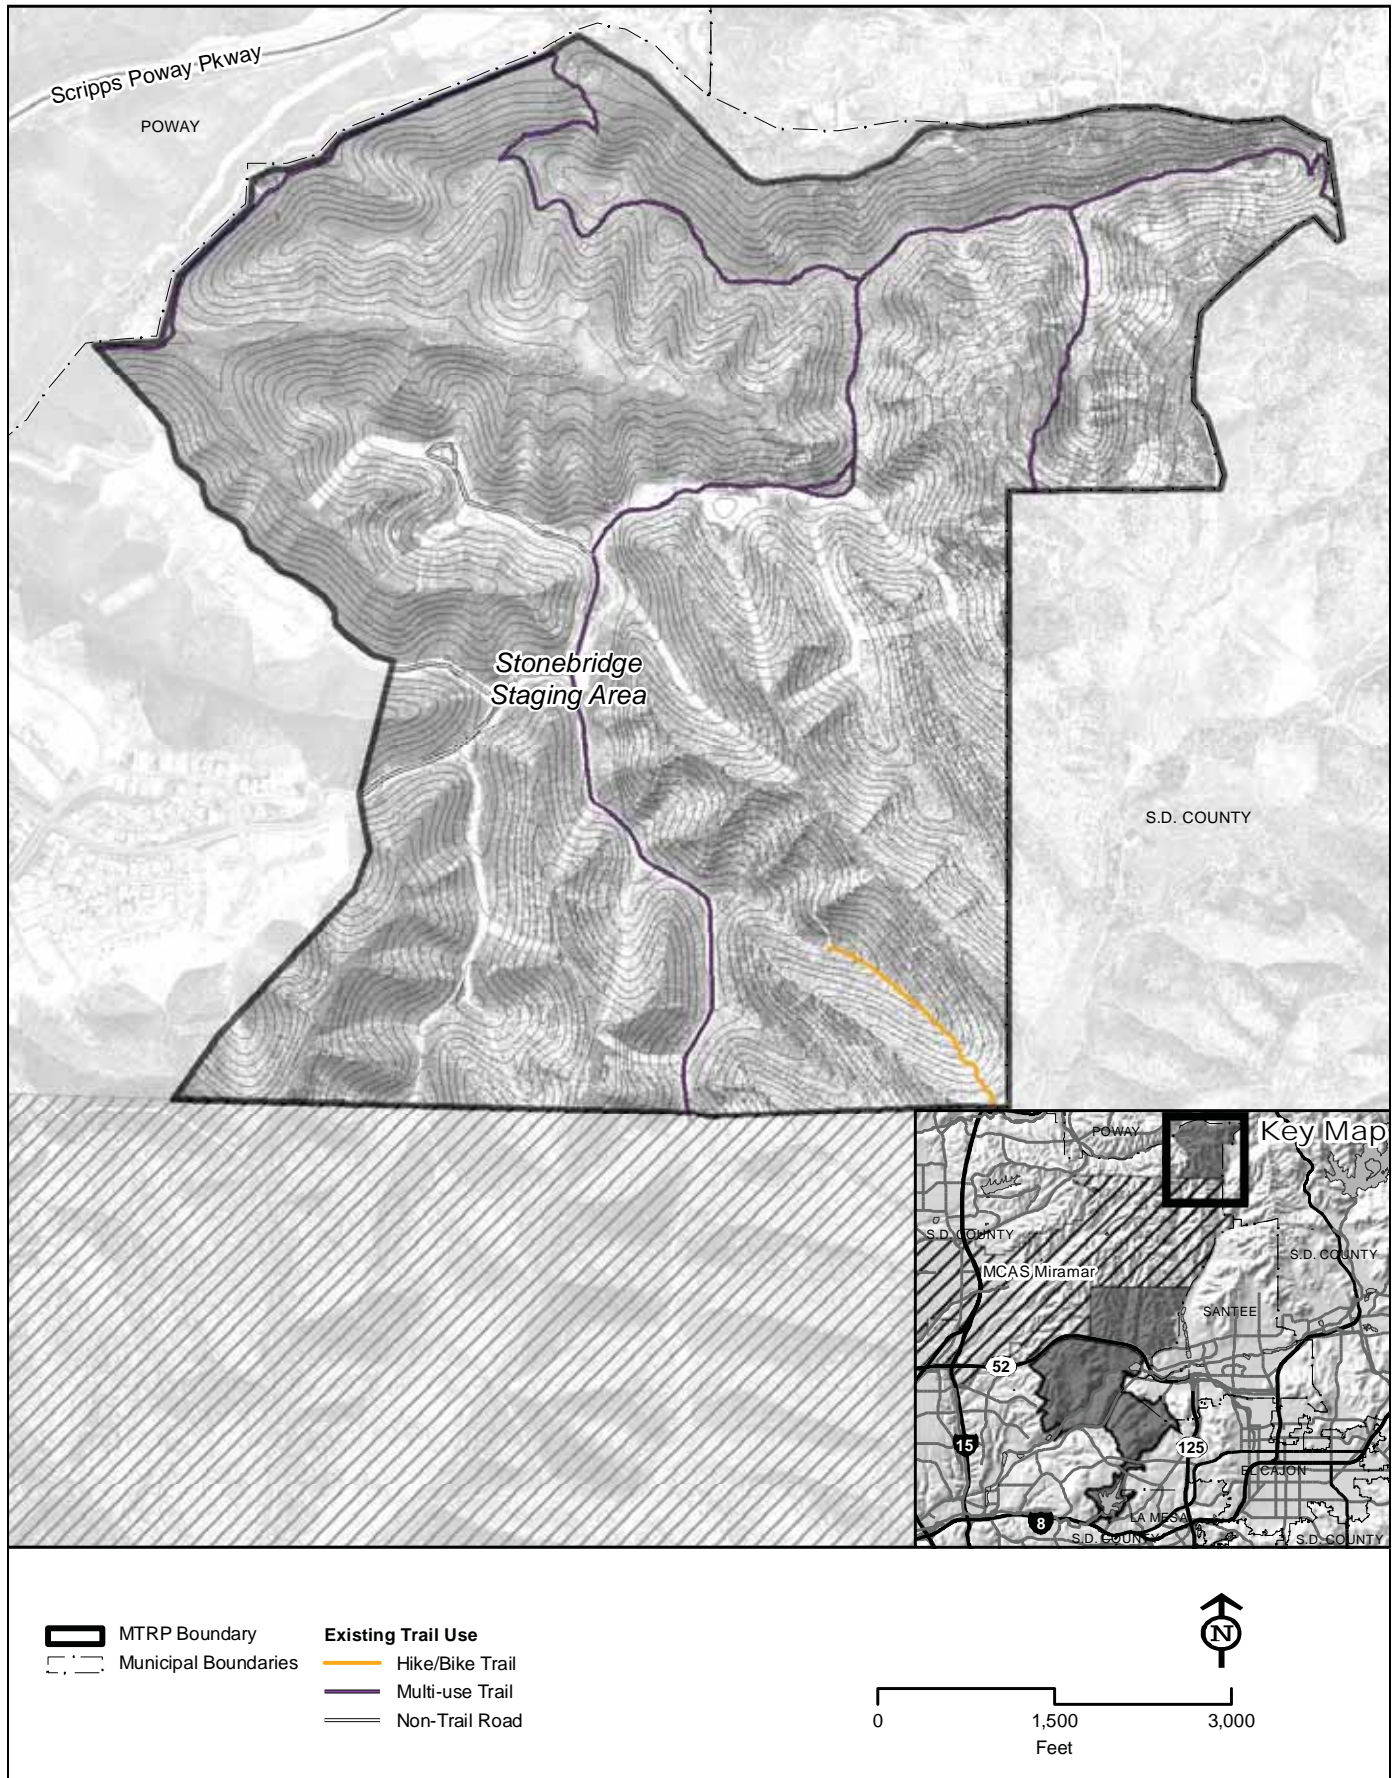 Scripps Poway Pkway
POWAY
Stonebridge
Staging Area
S.D. COUNTY
Key Map
POWAY
S.D. COUNTY
S.D. COUNTY
MCAS Miramar
SANTEE
52
15
125
EL CAJON
8
LA MESA
S.D. COUNTY
S.D. COUNTY
MTRP Boundary
Municipal Boundaries
Existing Trail Use
Hike/Bike Trail
Multi-use Trail
Non-Trail Road
N
0
1,500
3,000
Feet